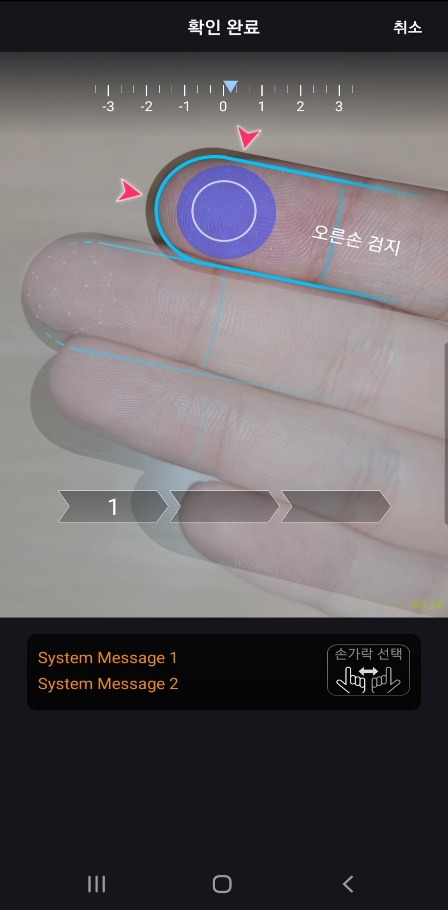 확인 완료
취소
-3 -2 -1 0 1 2 3
오른손 검지
1
System Message 1
System Message 2
손가락 선택